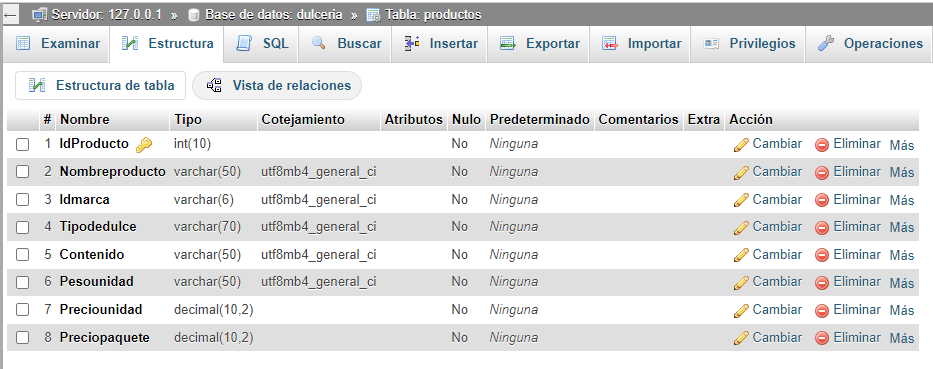 ← Servidor: 127.0.0.1 » Base de datos: dulceria » Tabla: productos
Examinar Estructura SQL Buscar Insertar Exportar Importar Privilegios Operaciones
Estructura de tabla Vista de relaciones
# Nombre Tipo Cotejamiento Atributos Nulo Predeterminado Comentarios Extra Acción
1 IdProducto int(10) No Ninguna Cambiar Eliminar Más
2 Nombreproducto varchar(50) utf8mb4_general_ci No Ninguna Cambiar Eliminar Más
3 Idmarca varchar(6) utf8mb4_general_ci No Ninguna Cambiar Eliminar Más
4 Tipodedulce varchar(70) utf8mb4_general_ci No Ninguna Cambiar Eliminar Más
5 Contenido varchar(50) utf8mb4_general_ci No Ninguna Cambiar Eliminar Más
6 Pesounidad varchar(50) utf8mb4_general_ci No Ninguna Cambiar Eliminar Más
7 Preciounidad decimal(10,2) No Ninguna Cambiar Eliminar Más
8 Preciopaquete decimal(10,2) No Ninguna Cambiar Eliminar Más